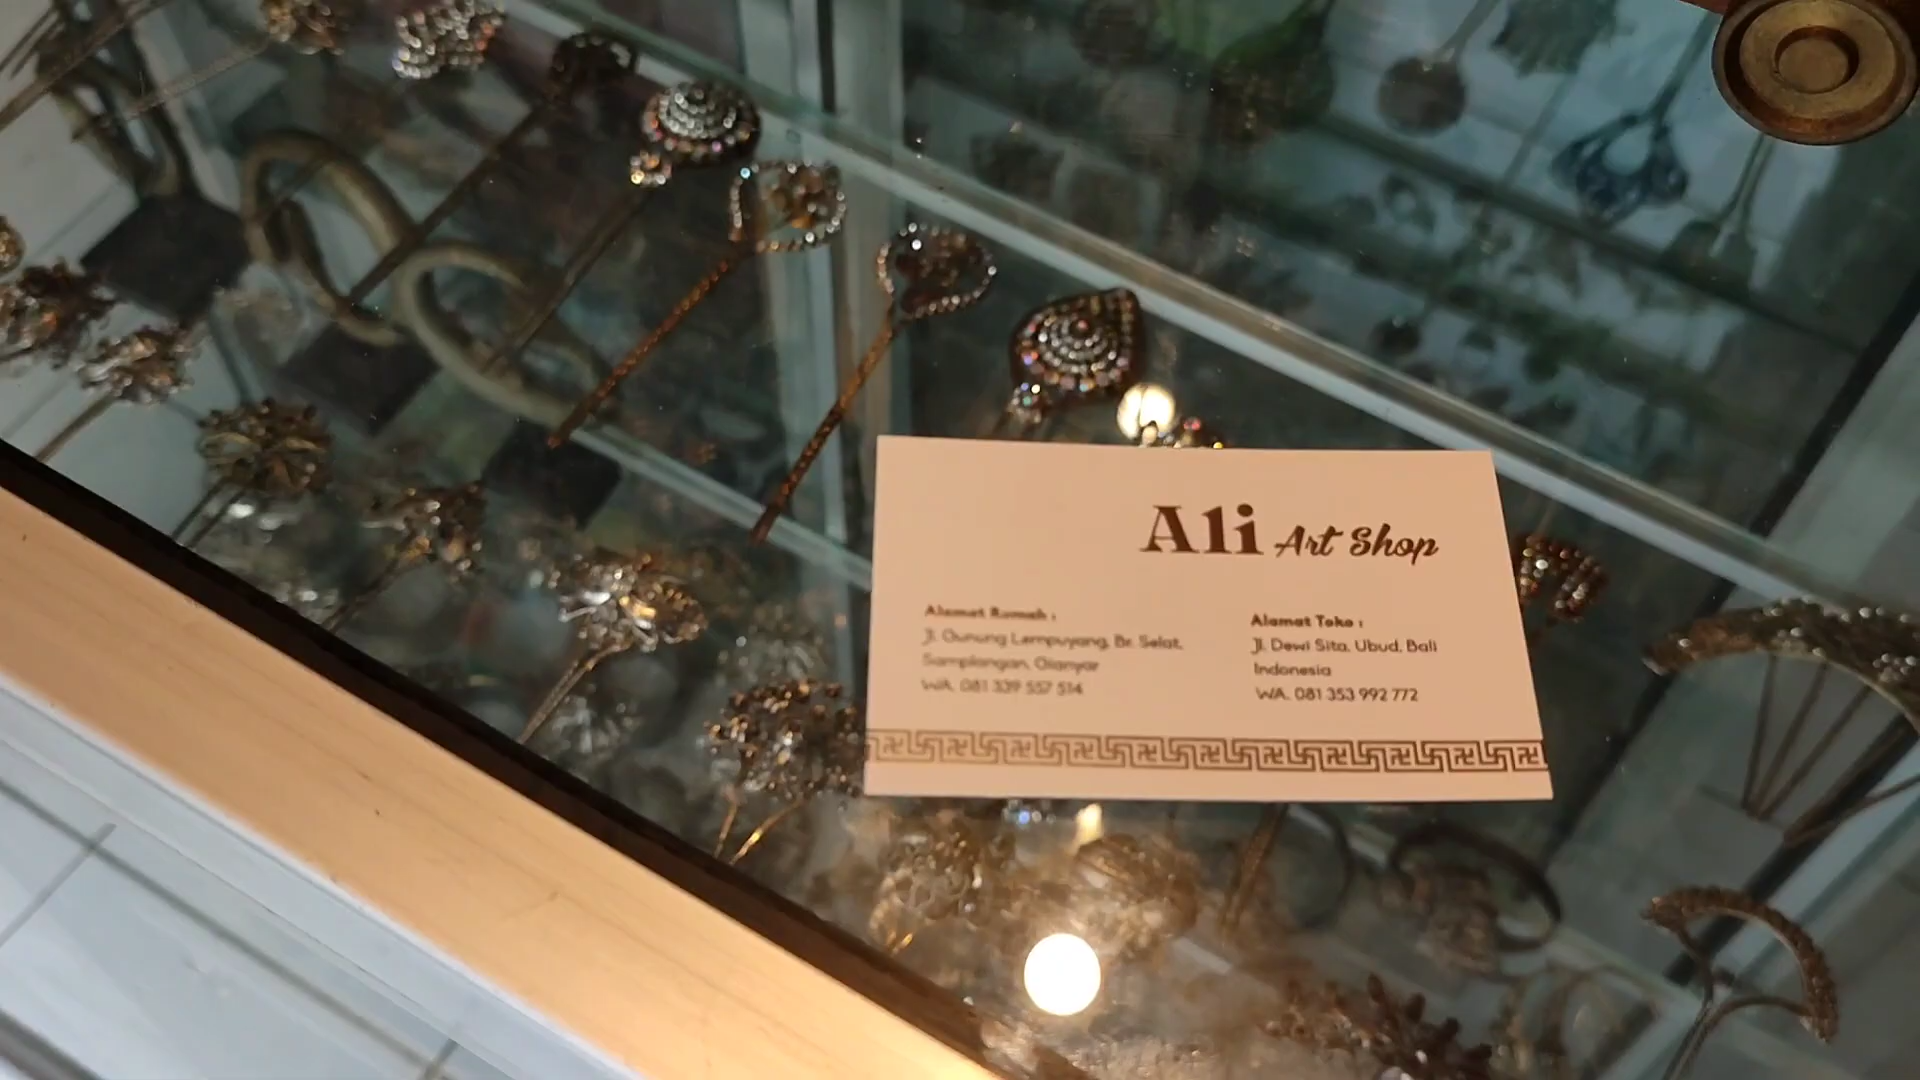 Ali Art Shop
Alamat Rumah :
Jl. Gunung Lempuyang, Br. Selat,
Samplangan, Gianyar
WA. 081 339 557 514
Alamat Toko :
Jl. Dewi Sita, Ubud, Bali
Indonesia
WA. 081 353 992 772